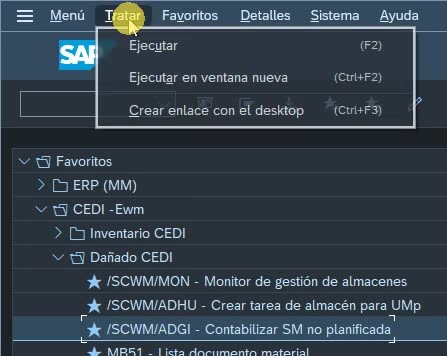 Menú Tratar Favoritos Detalles Sistema Ayuda
SAP
Ejecutar (F2)
Ejecutar en ventana nueva (Ctrl+F2)
Crear enlace con el desktop (Ctrl+F3)
Favoritos
ERP (MM)
CEDI -Ewm
Inventario CEDI
Dañado CEDI
/SCWM/MON - Monitor de gestión de almacenes
/SCWM/ADHU - Crear tarea de almacén para UMp
/SCWM/ADGI - Contabilizar SM no planificada
MB51 - Lista documento material